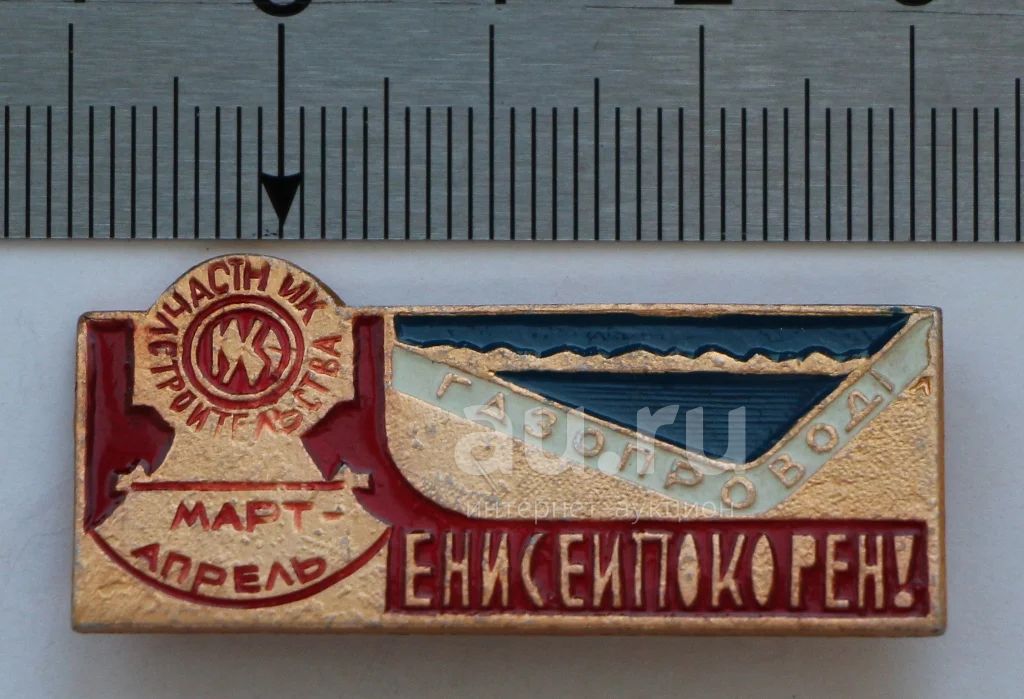 УЧАСТНИК
СТРОИТЕЛЬСТВА
МАРТ-
АПРЕЛЬ
ГАЗОПРОВОД
ЕНИСЕЙ ПОКОРЕН!
au.ru
интернет аукцион